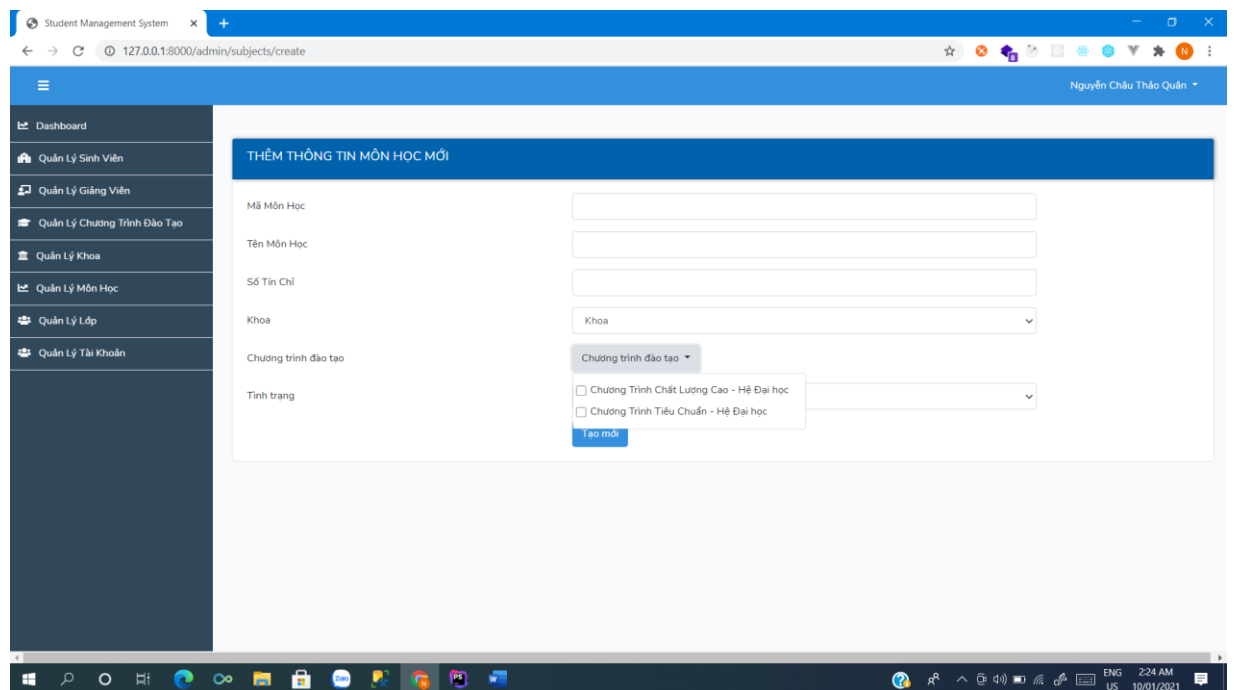 Student Management System
127.0.0.1:8000/admin/subjects/create
N
Nguyễn Châu Thảo Quân
Dashboard
Quản Lý Sinh Viên
Quản Lý Giảng Viên
Quản Lý Chương Trình Đào Tạo
Quản Lý Khoa
Quản Lý Môn Học
Quản Lý Lớp
Quản Lý Tài Khoản
THÊM THÔNG TIN MÔN HỌC MỚI
Mã Môn Học
Tên Môn Học
Số Tín Chỉ
Khoa Khoa
Chương trình đào tạo Chương trình đào tạo
Chương Trình Chất Lượng Cao - Hệ Đại học
Tình trạng
Chương Trình Tiêu Chuẩn - Hệ Đại học
Tạo mới
Zalo PS W
ENG 2:24 AM
US 10/01/2021